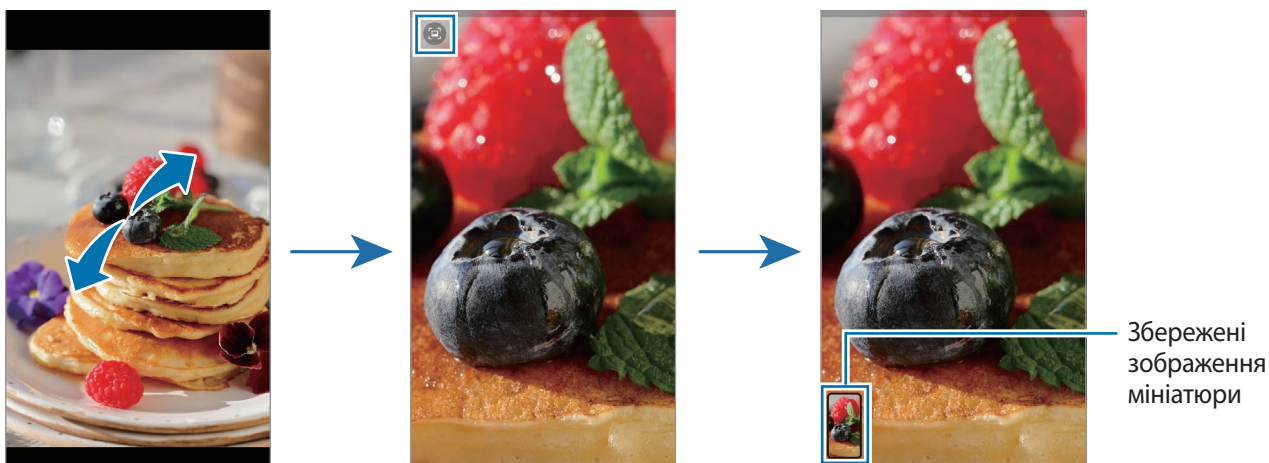 Збережені
зображення
мініатюри